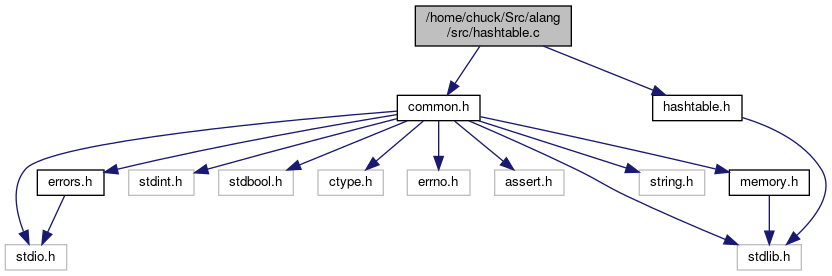 /home/chuck/Src/alang
/src/hashtable.c
common.h
hashtable.h
errors.h
stdint.h
stdbool.h
ctype.h
errno.h
assert.h
string.h
memory.h
stdio.h
stdlib.h